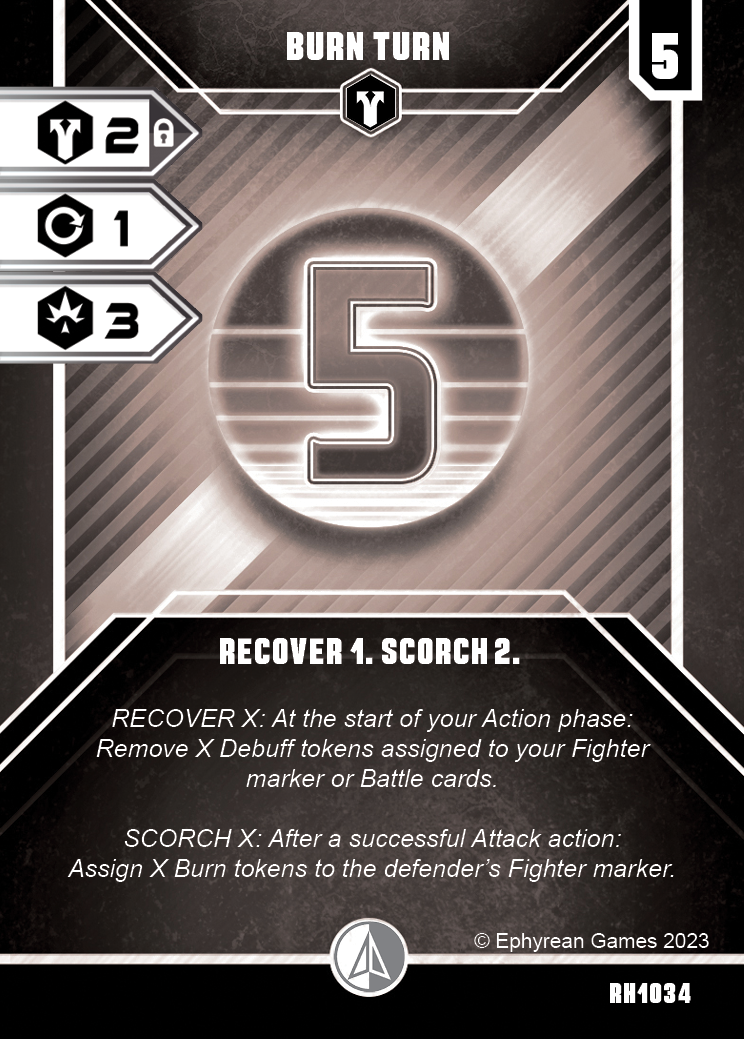 BURN TURN
5
2
1
3
5
RECOVER 1. SCORCH 2.
RECOVER X: At the start of your Action phase:
Remove X Debuff tokens assigned to your Fighter
marker or Battle cards.
SCORCH X: After a successful Attack action:
Assign X Burn tokens to the defender's Fighter marker.
© Ephyrean Games 2023
RH1034